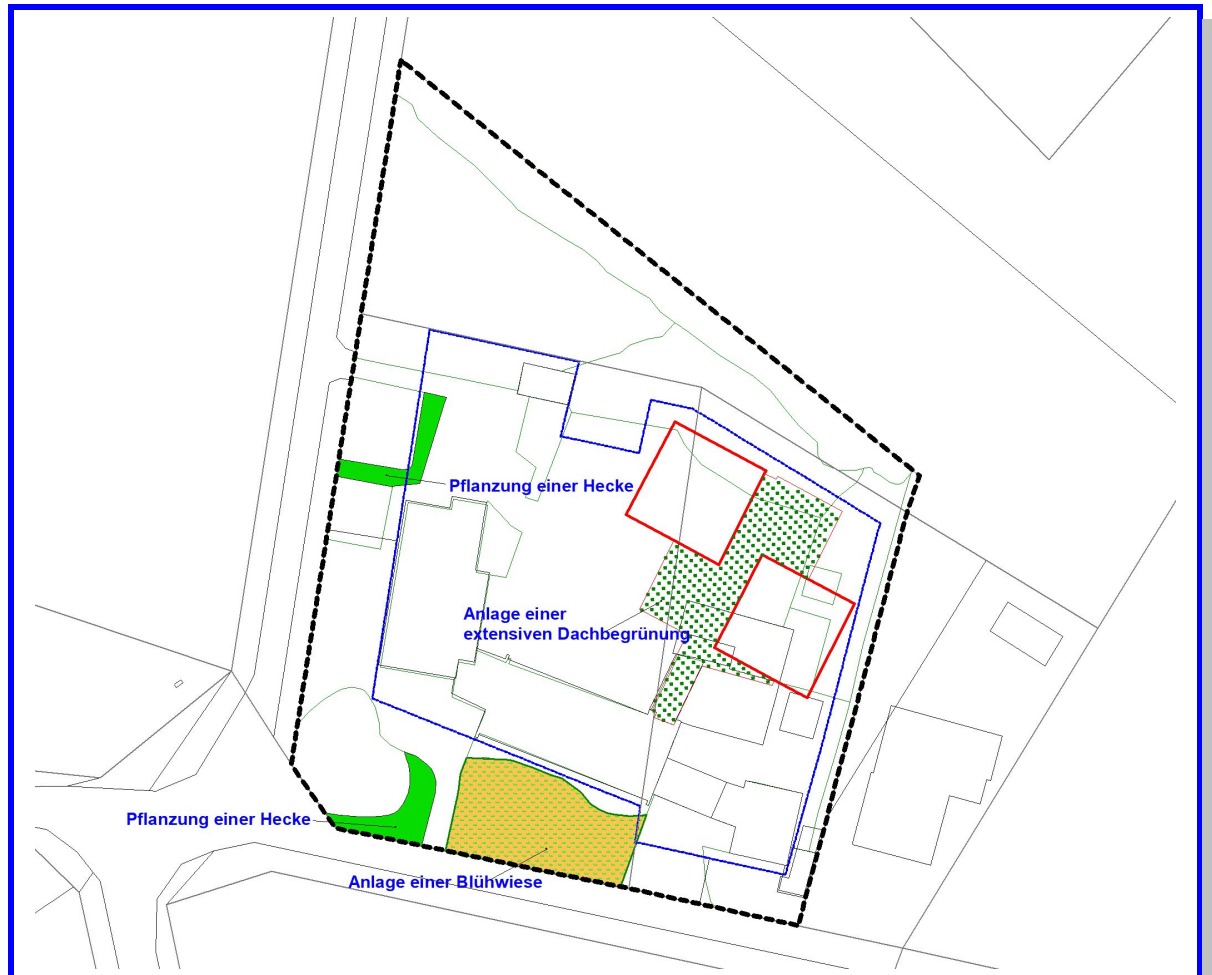 Pflanzung einer Hecke
Anlage einer
extensiven Dachbegrünung
Pflanzung einer Hecke
Anlage einer Blühwiese